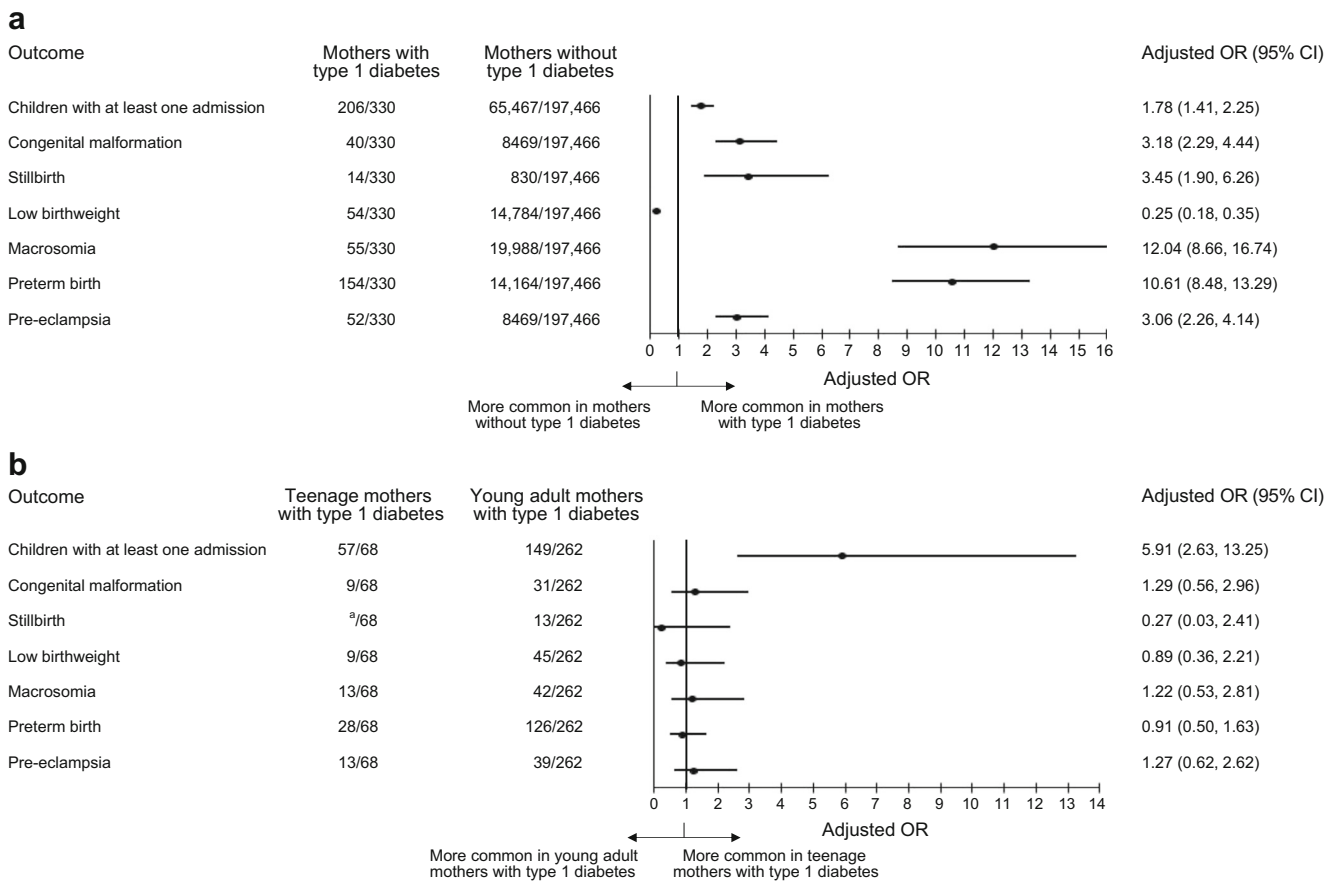 a
Outcome Mothers with type 1 diabetes Mothers without type 1 diabetes Adjusted OR (95% CI)
Children with at least one admission 206/330 65,467/197,466 1.78 (1.41, 2.25)
Congenital malformation 40/330 8469/197,466 3.18 (2.29, 4.44)
Stillbirth 14/330 830/197,466 3.45 (1.90, 6.26)
Low birthweight 54/330 14,784/197,466 0.25 (0.18, 0.35)
Macrosomia 55/330 19,988/197,466 12.04 (8.66, 16.74)
Preterm birth 154/330 14,164/197,466 10.61 (8.48, 13.29)
Pre-eclampsia 52/330 8469/197,466 3.06 (2.26, 4.14)
0 1 2 3 4 5 6 7 8 9 10 11 12 13 14 15 16
Adjusted OR
More common in mothers without type 1 diabetes More common in mothers with type 1 diabetes
b
Outcome Teenage mothers with type 1 diabetes Young adult mothers with type 1 diabetes Adjusted OR (95% CI)
Children with at least one admission 57/68 149/262 5.91 (2.63, 13.25)
Congenital malformation 9/68 31/262 1.29 (0.56, 2.96)
Stillbirth a/68 13/262 0.27 (0.03, 2.41)
Low birthweight 9/68 45/262 0.89 (0.36, 2.21)
Macrosomia 13/68 42/262 1.22 (0.53, 2.81)
Preterm birth 28/68 126/262 0.91 (0.50, 1.63)
Pre-eclampsia 13/68 39/262 1.27 (0.62, 2.62)
0 1 2 3 4 5 6 7 8 9 10 11 12 13 14
Adjusted OR
More common in young adult mothers with type 1 diabetes More common in teenage mothers with type 1 diabetes